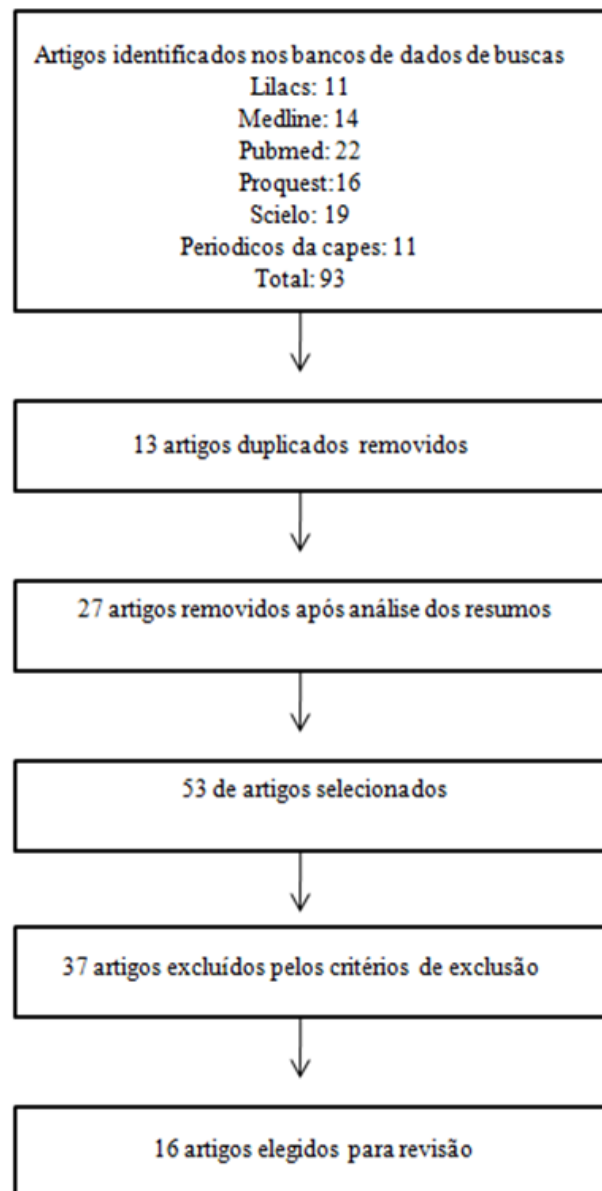 Artigos identificados nos bancos de dados de buscas
Lilacs: 11
Medline: 14
Pubmed: 22
Proquest:16
Scielo: 19
Periodicos da capes: 11
Total: 93
13 artigos duplicados removidos
27 artigos removidos após análise dos resumos
53 de artigos selecionados
37 artigos excluídos pelos critérios de exclusão
16 artigos elegidos para revisão